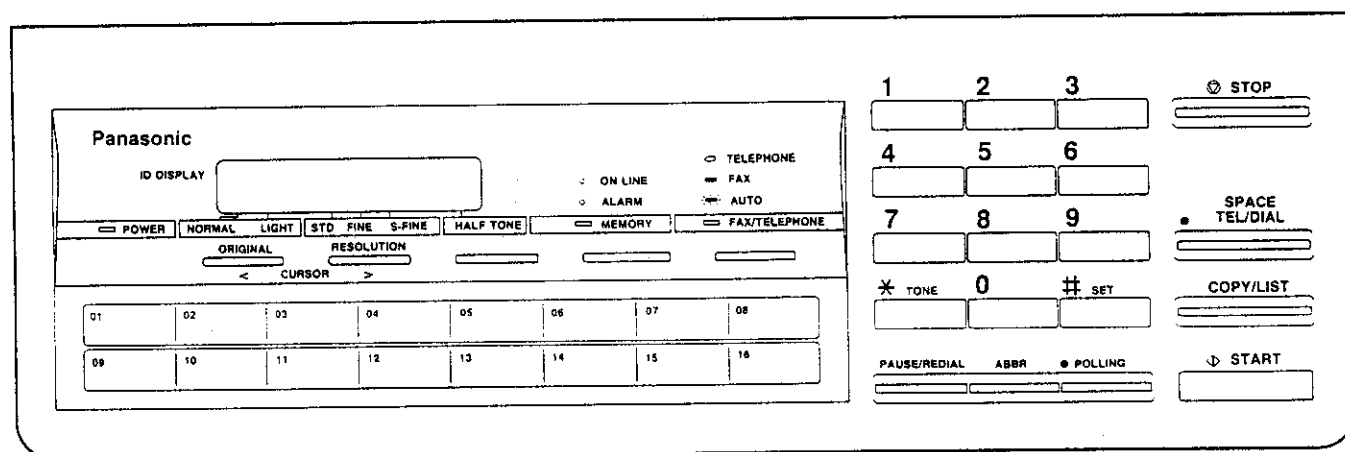 Panasonic
ID DISPLAY
ON LINE
ALARM
TELEPHONE
FAX
AUTO
POWER NORMAL LIGHT STD FINE S-FINE HALF TONE MEMORY FAX/TELEPHONE
ORIGINAL RESOLUTION
< CURSOR >
01 02 03 04 05 06 07 08
09 10 11 12 13 14 15 16
1 2 3
4 5 6
7 8 9
* TONE 0 # SET
PAUSE/REDIAL ABBR POLLING
STOP
SPACE
TEL/DIAL
COPY/LIST
START